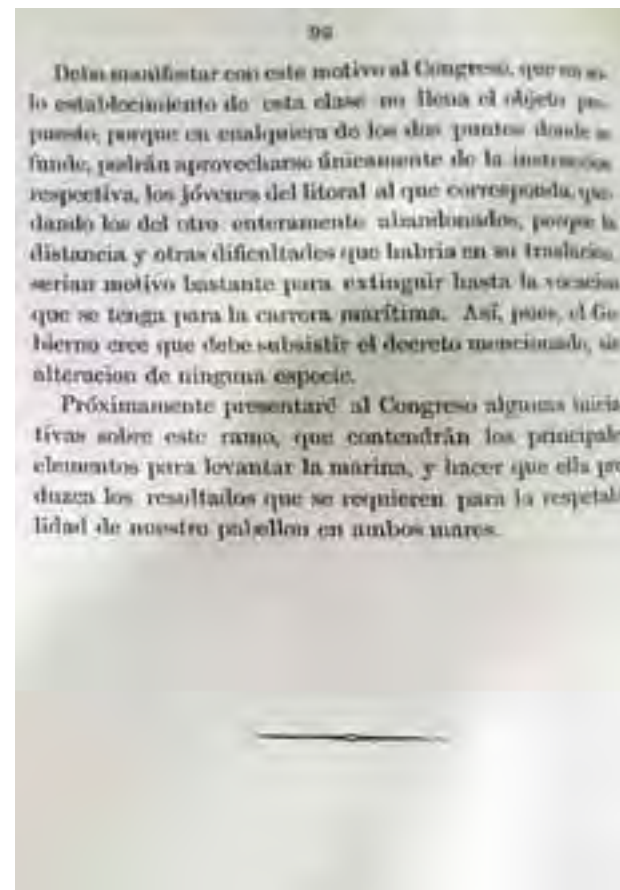 96
Debo manifestar con este motivo al Congreso, que un so-
lo establecimiento de esta clase no llena el objeto pro-
puesto, porque en cualquiera de los dos puntos donde se
funde, podrán aprovecharse únicamente de la instruccion
respectiva, los jóvenes del litoral al que corresponda, que-
dando los del otro enteramente abandonados, porque la
distancia y otras dificultades que habria en su traslacion,
serian motivo bastante para extinguir hasta la vocacion
que se tenga para la carrera marítima. Así, pues, el Go-
bierno cree que debe subsistir el decreto mencionado, sin
alteracion de ninguna especie.
Próximamente presentaré al Congreso algunas inicia
tivas sobre este ramo, que contendrán los principale
elementos para levantar la marina, y hacer que ella pro
duzca los resultados que se requieren para la respetabi
lidad de nuestro pabellon en ambos mares.